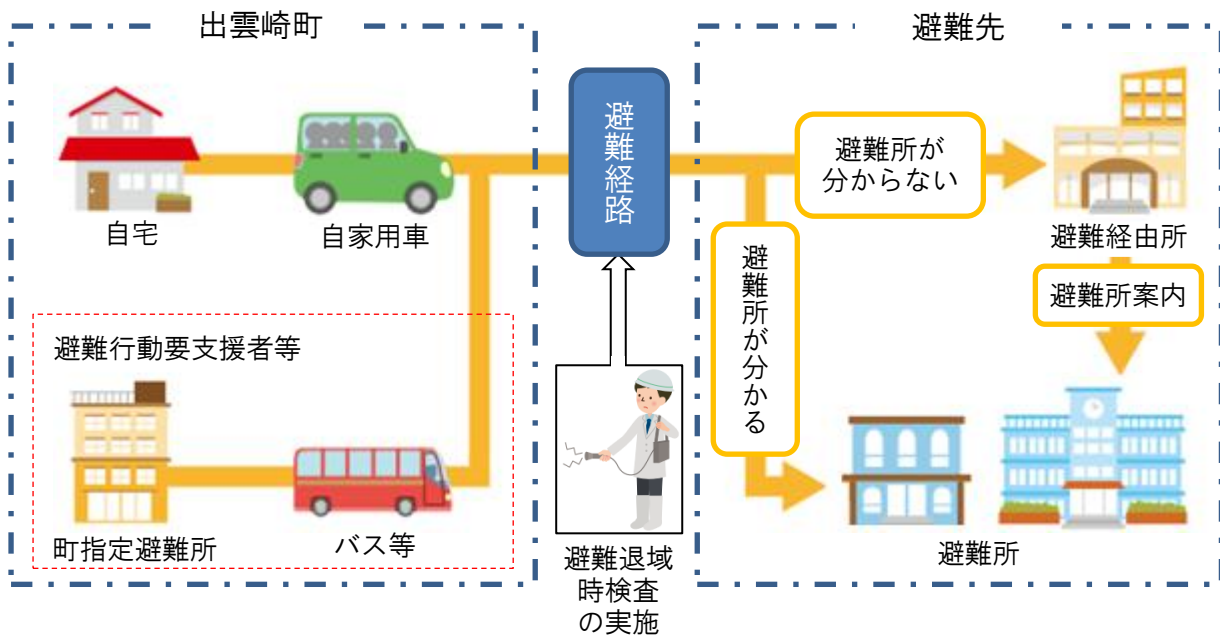 出雲崎町
自宅
自家用車
避難行動要支援者等
町指定避難所
バス等
避難経路
避難退域
時検査
の実施
避難先
避難所が
分からない
避難経由所
避難所案内
避難所が分かる
避難所